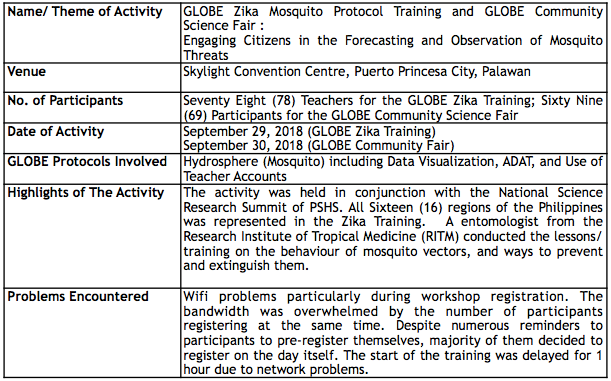 Name/ Theme of Activity
GLOBE Zika Mosquito Protocol Training and GLOBE Community
Science Fair :
Engaging Citizens in the Forecasting and Observation of Mosquito
Threats
Venue
Skylight Convention Centre, Puerto Princesa City, Palawan
No. of Participants
Seventy Eight (78) Teachers for the GLOBE Zika Training; Sixty Nine
(69) Participants for the GLOBE Community Science Fair
Date of Activity
September 29, 2018 (GLOBE Zika Training)
September 30, 2018 (GLOBE Community Fair)
GLOBE Protocols Involved
Hydrosphere (Mosquito) including Data Visualization, ADAT, and Use of
Teacher Accounts
Highlights of The Activity
The activity was held in conjunction with the National Science
Research Summit of PSHS. All Sixteen (16) regions of the Philippines
was represented in the Zika Training. A entomologist from the
Research Institute of Tropical Medicine (RITM) conducted the lessons/
training on the behaviour of mosquito vectors, and ways to prevent
and extinguish them.
Problems Encountered
Wifi problems particularly during workshop registration. The
bandwidth was overwhelmed by the number of participants
registering at the same time. Despite numerous reminders to
participants to pre-register themselves, majority of them decided to
register on the day itself. The start of the training was delayed for 1
hour due to network problems.